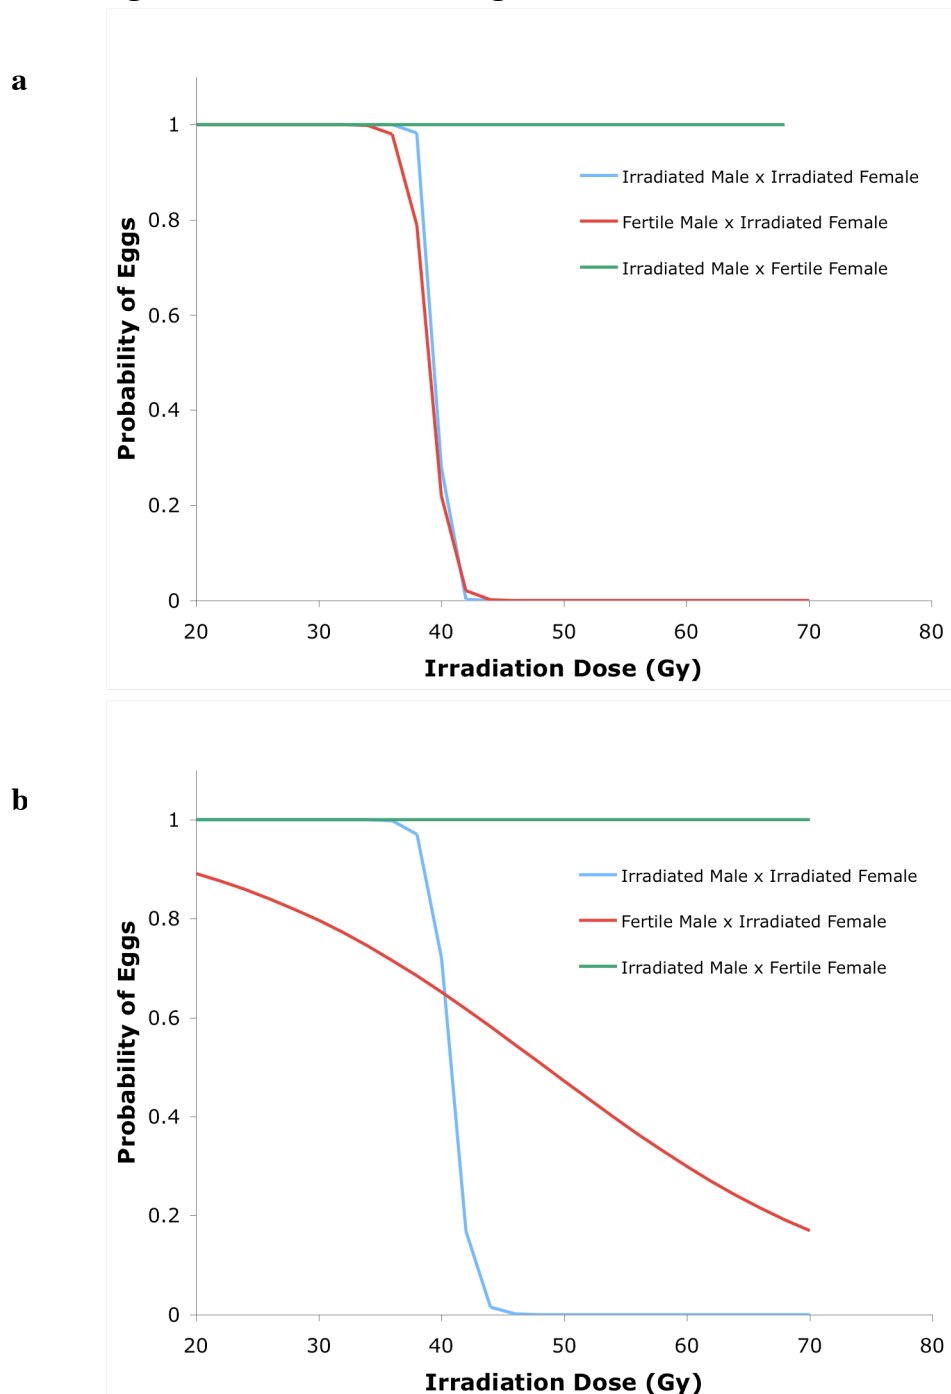 a
1
0.8
0.6
0.4
0.2
0
Probability of Eggs
Irradiated Male x Irradiated Female
Fertile Male x Irradiated Female
Irradiated Male x Fertile Female
20 30 40 50 60 70 80
Irradiation Dose (Gy)
b
1
0.8
0.6
0.4
0.2
0
Probability of Eggs
Irradiated Male x Irradiated Female
Fertile Male x Irradiated Female
Irradiated Male x Fertile Female
20 30 40 50 60 70 80
Irradiation Dose (Gy)